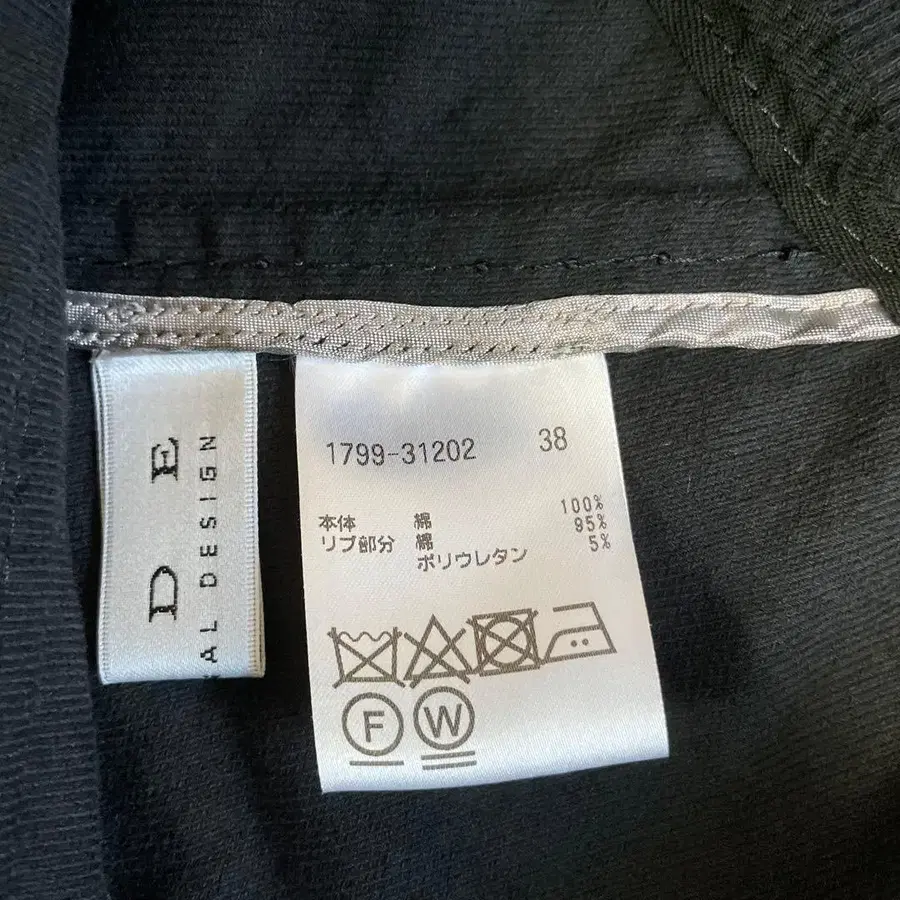 D E
AL DESIGN
1799-31202 38
本体 綿 100%
リブ部分 綿 95%
ポリウレタン 5%
F W